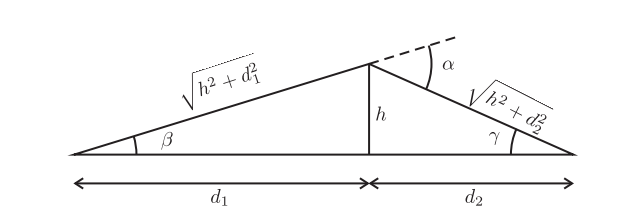 √h² + d₁²
α
√h² + d₂²
h
β
γ
d₁
d₂